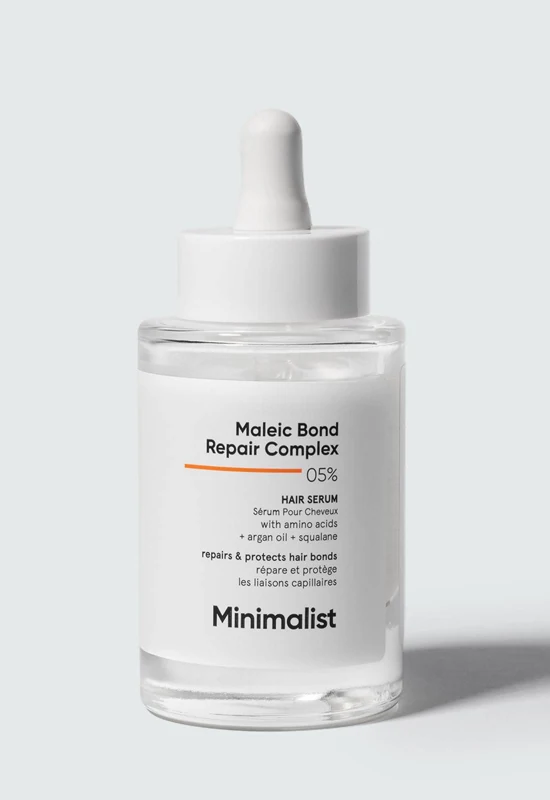 Maleic Bond
Repair Complex
05%
HAIR SERUM
Sérum Pour Cheveux
with amino acids
+ argan oil + squalane
repairs & protects hair bonds
répare et protège
les liaisons capillaires
Minimalist